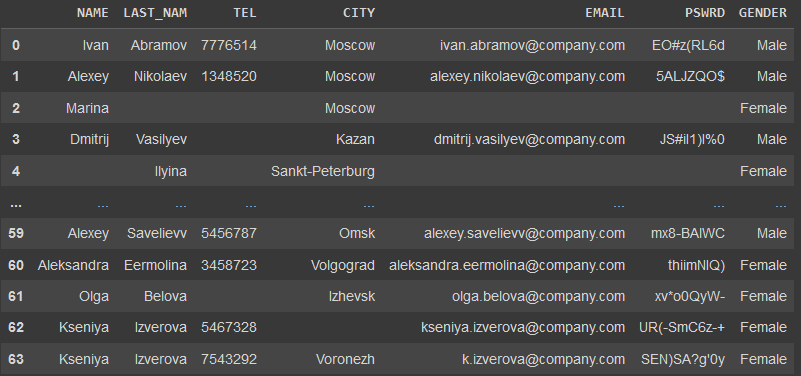 NAME LAST_NAM TEL CITY EMAIL PSWRD GENDER
0 Ivan Abramov 7776514 Moscow ivan.abramov@company.com EO#z(RL6d Male
1 Alexey Nikolaev 1348520 Moscow alexey.nikolaev@company.com 5ALJZQO$ Male
2 Marina Moscow Female
3 Dmitrij Vasilyev Kazan dmitrij.vasilyev@company.com JS#il1)l%0 Male
4 Ilyina Sankt-Peterburg Female
... ... ... ... ... ... ... ...
59 Alexey Savelievv 5456787 Omsk alexey.savelievv@company.com mx8-BAlWC Male
60 Aleksandra Eermolina 3458723 Volgograd aleksandra.eermolina@company.com thiimNlQ) Female
61 Olga Belova Izhevsk olga.belova@company.com xv*o0QyW- Female
62 Kseniya Izverova 5467328 kseniya.izverova@company.com UR(-SmC6z-+ Female
63 Kseniya Izverova 7543292 Voronezh k.izverova@company.com SEN)SA?g'0y Female